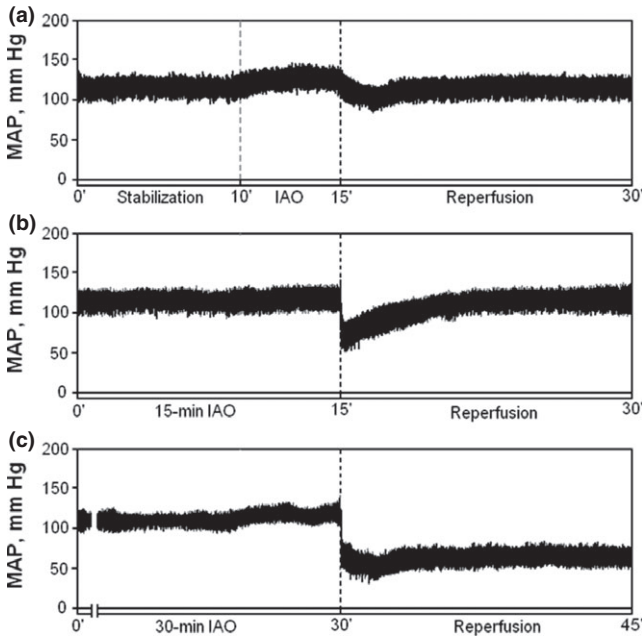 (a)
MAP, mm Hg
200
150
100
50
0
0' Stabilization 10' IAO 15' Reperfusion 30'
(b)
MAP, mm Hg
200
150
100
50
0
0' 15-min IAO 15' Reperfusion 30'
(c)
MAP, mm Hg
200
150
100
50
0
0' 30-min IAO 30' Reperfusion 45'